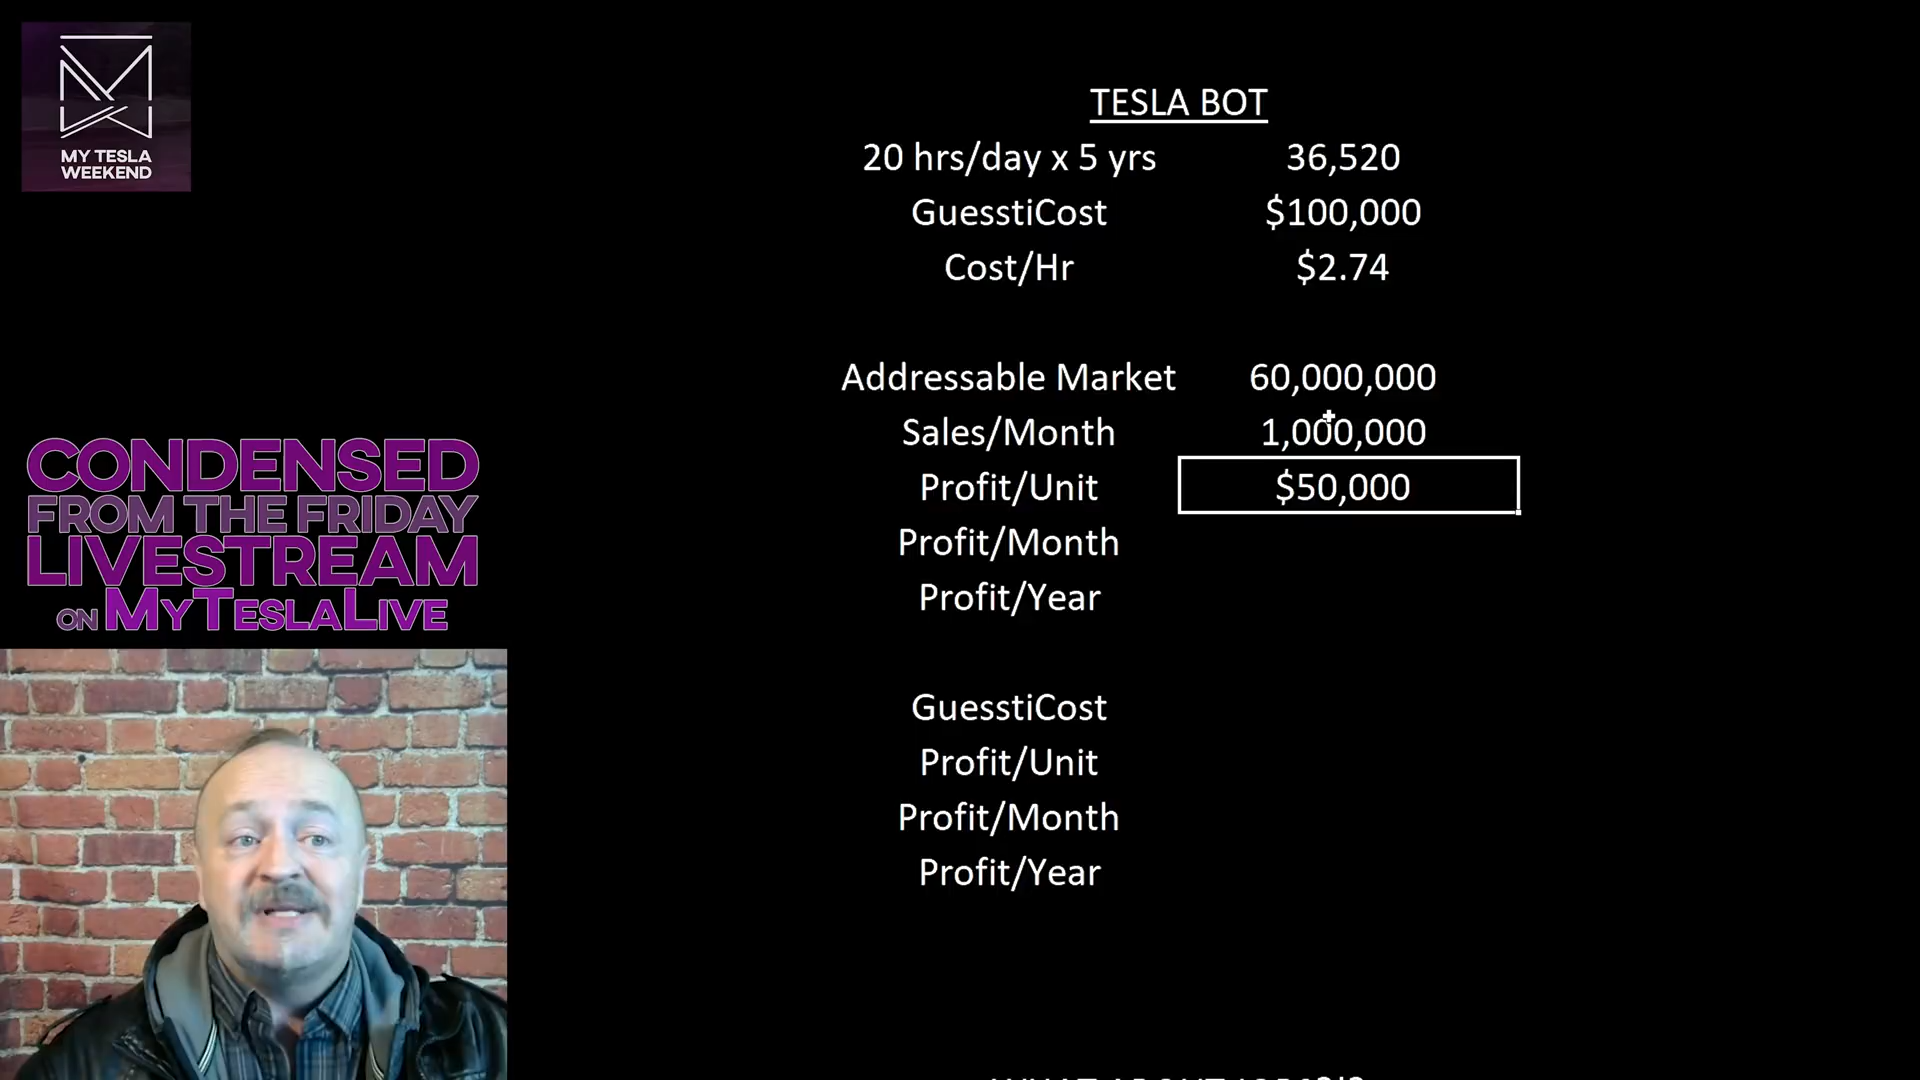 MY TESLA
WEEKEND
TESLA BOT
20 hrs/day x 5 yrs 36,520
GuesstiCost $100,000
Cost/Hr $2.74
Addressable Market 60,000,000
Sales/Month 1,000,000
Profit/Unit $50,000
Profit/Month
Profit/Year
GuesstiCost
Profit/Unit
Profit/Month
Profit/Year
CONDENSED
FROM THE FRIDAY
LIVESTREAM
ON MYTESLALIVE